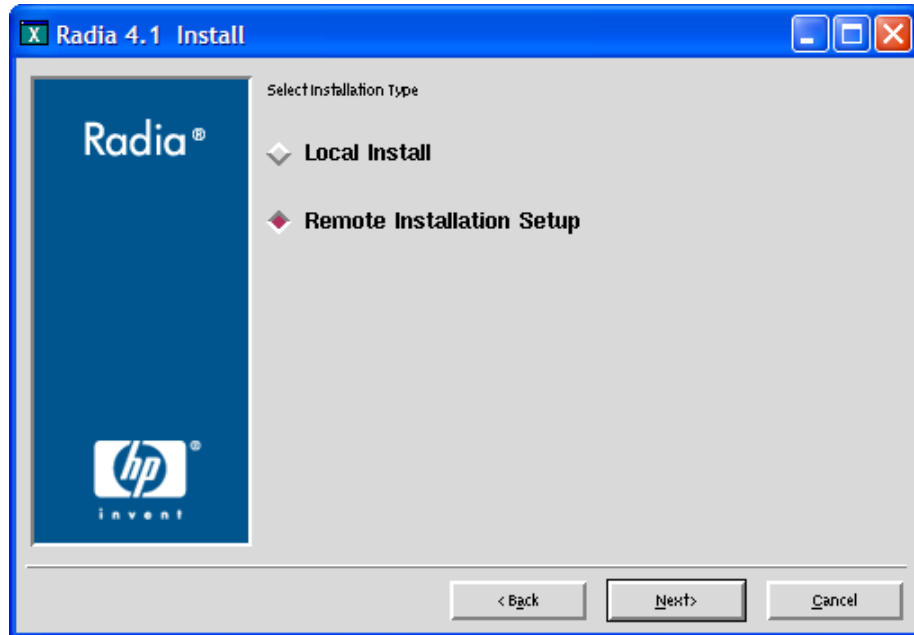 X Radia 4.1 Install
Radia®
Select Installation Type
Local Install
Remote Installation Setup
hp®
invent
< Back
Next>
Cancel